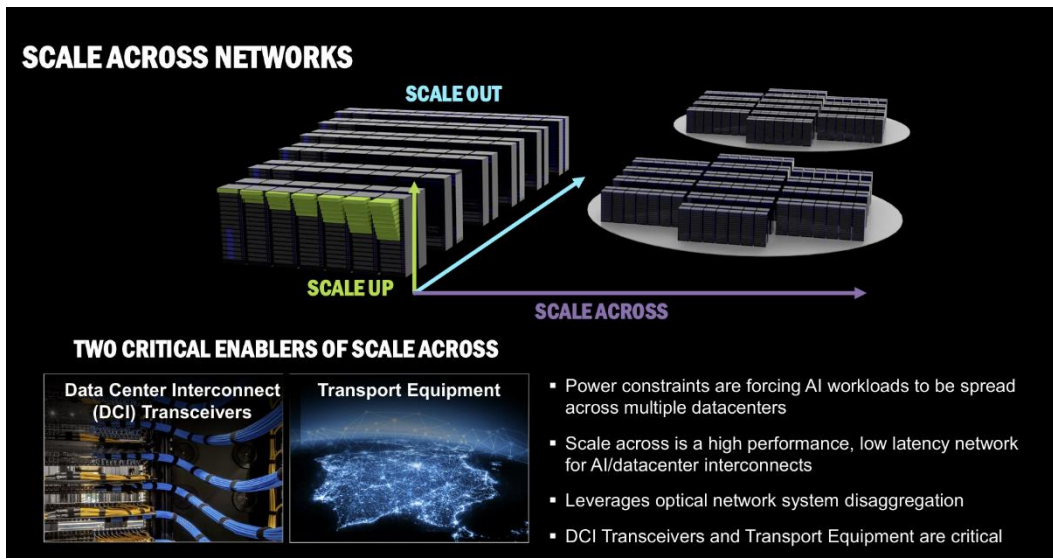 SCALE ACROSS NETWORKS
SCALE OUT
SCALE UP
SCALE ACROSS
TWO CRITICAL ENABLERS OF SCALE ACROSS
Data Center Interconnect
(DCI) Transceivers
Transport Equipment
▪ Power constraints are forcing AI workloads to be spread
across multiple datacenters
▪ Scale across is a high performance, low latency network
for AI/datacenter interconnects
▪ Leverages optical network system disaggregation
▪ DCI Transceivers and Transport Equipment are critical